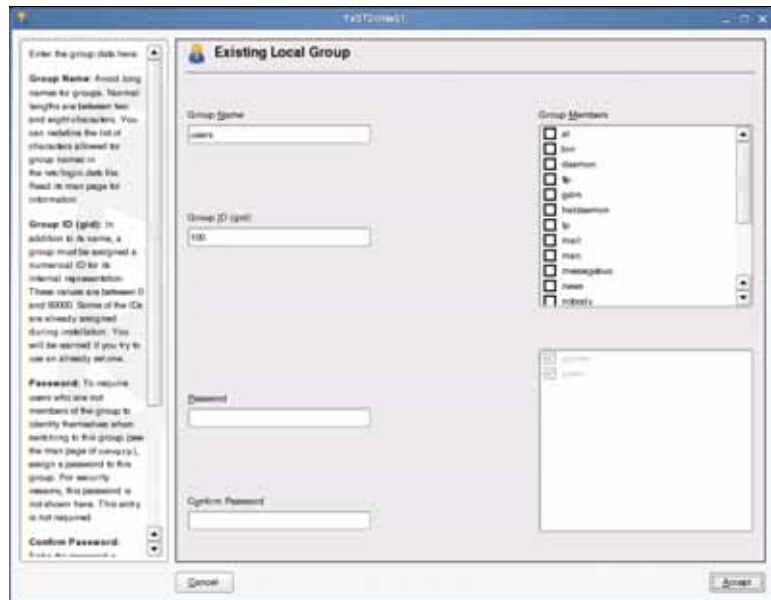 Enter the group data here.
Group Name: Avoid long
names for groups. Normal
lengths are between two
and eight characters. You
can redefine the list of
characters allowed for
group names in
the /etc/login.defs file.
Read its man page for
information.
Group ID (gid): In
addition to its name, a
group must be assigned a
numerical ID for its
internal representation.
These values are between 0
and 60000. Some of the IDs
are already assigned
during installation. You
will be warned if you try to
use an already set one.
Password: To require
users who are not
members of the group to
identify themselves when
switching to this group (see
the man page of newgrp),
assign a password to this
group. For security
reasons, this password is
not shown here. This entry
is not required.
Confirm Password:
Existing Local Group
Group Name
users
Group ID (gid)
100
Password
Confirm Password
Group Members
at
bin
daemon
ftp
gdm
haldaemon
lp
mail
man
messagebus
news
nobody
Cancel
Accept